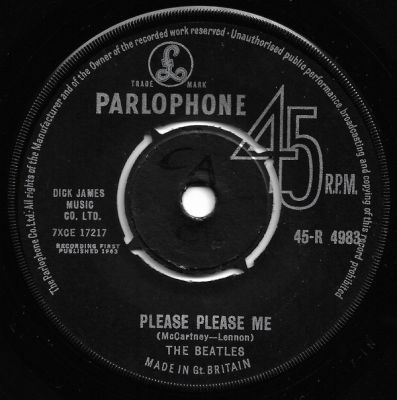 The Parlophone Co. Ltd.. All rights of the Manufacturer and of the Owner of the recorded work reserved. Unauthorised public performance, broadcasting and copying of this record prohibited
TRADE MARK
PARLOPHONE
45 R.P.M.
DICK JAMES
MUSIC
CO. LTD.
7XCE 17217
RECORDING FIRST
PUBLISHED 1963
45-R 4983
PLEASE PLEASE ME
(McCartney—Lennon)
THE BEATLES
MADE IN Gt. BRITAIN